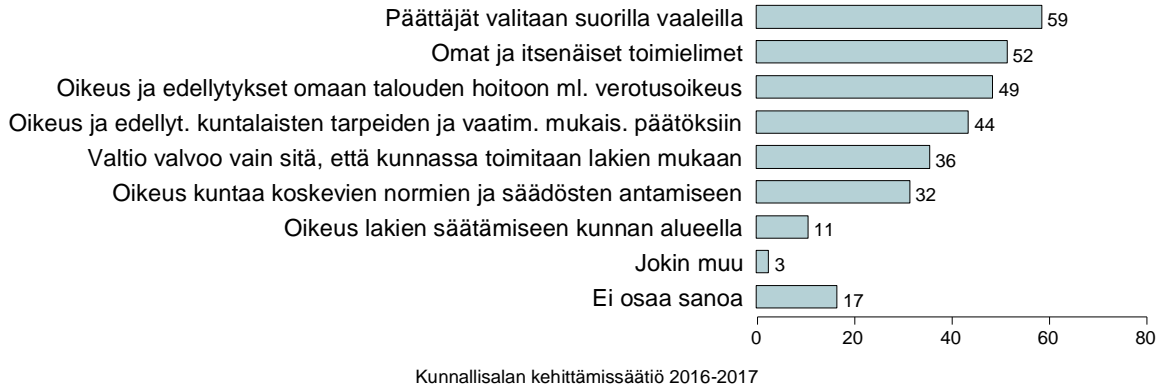 Päättäjät valitaan suorilla vaaleilla 59
Omat ja itsenäiset toimielimet 52
Oikeus ja edellytykset omaan talouden hoitoon ml. verotusoikeus 49
Oikeus ja edellyt. kuntalaisten tarpeiden ja vaatim. mukais. päätöksiin 44
Valtio valvoo vain sitä, että kunnassa toimitaan lakien mukaan 36
Oikeus kuntaa koskevien normien ja säädösten antamiseen 32
Oikeus lakien säätämiseen kunnan alueella 11
Jokin muu 3
Ei osaa sanoa 17
0 20 40 60 80
Kunnallisalan kehittämissäätiö 2016-2017